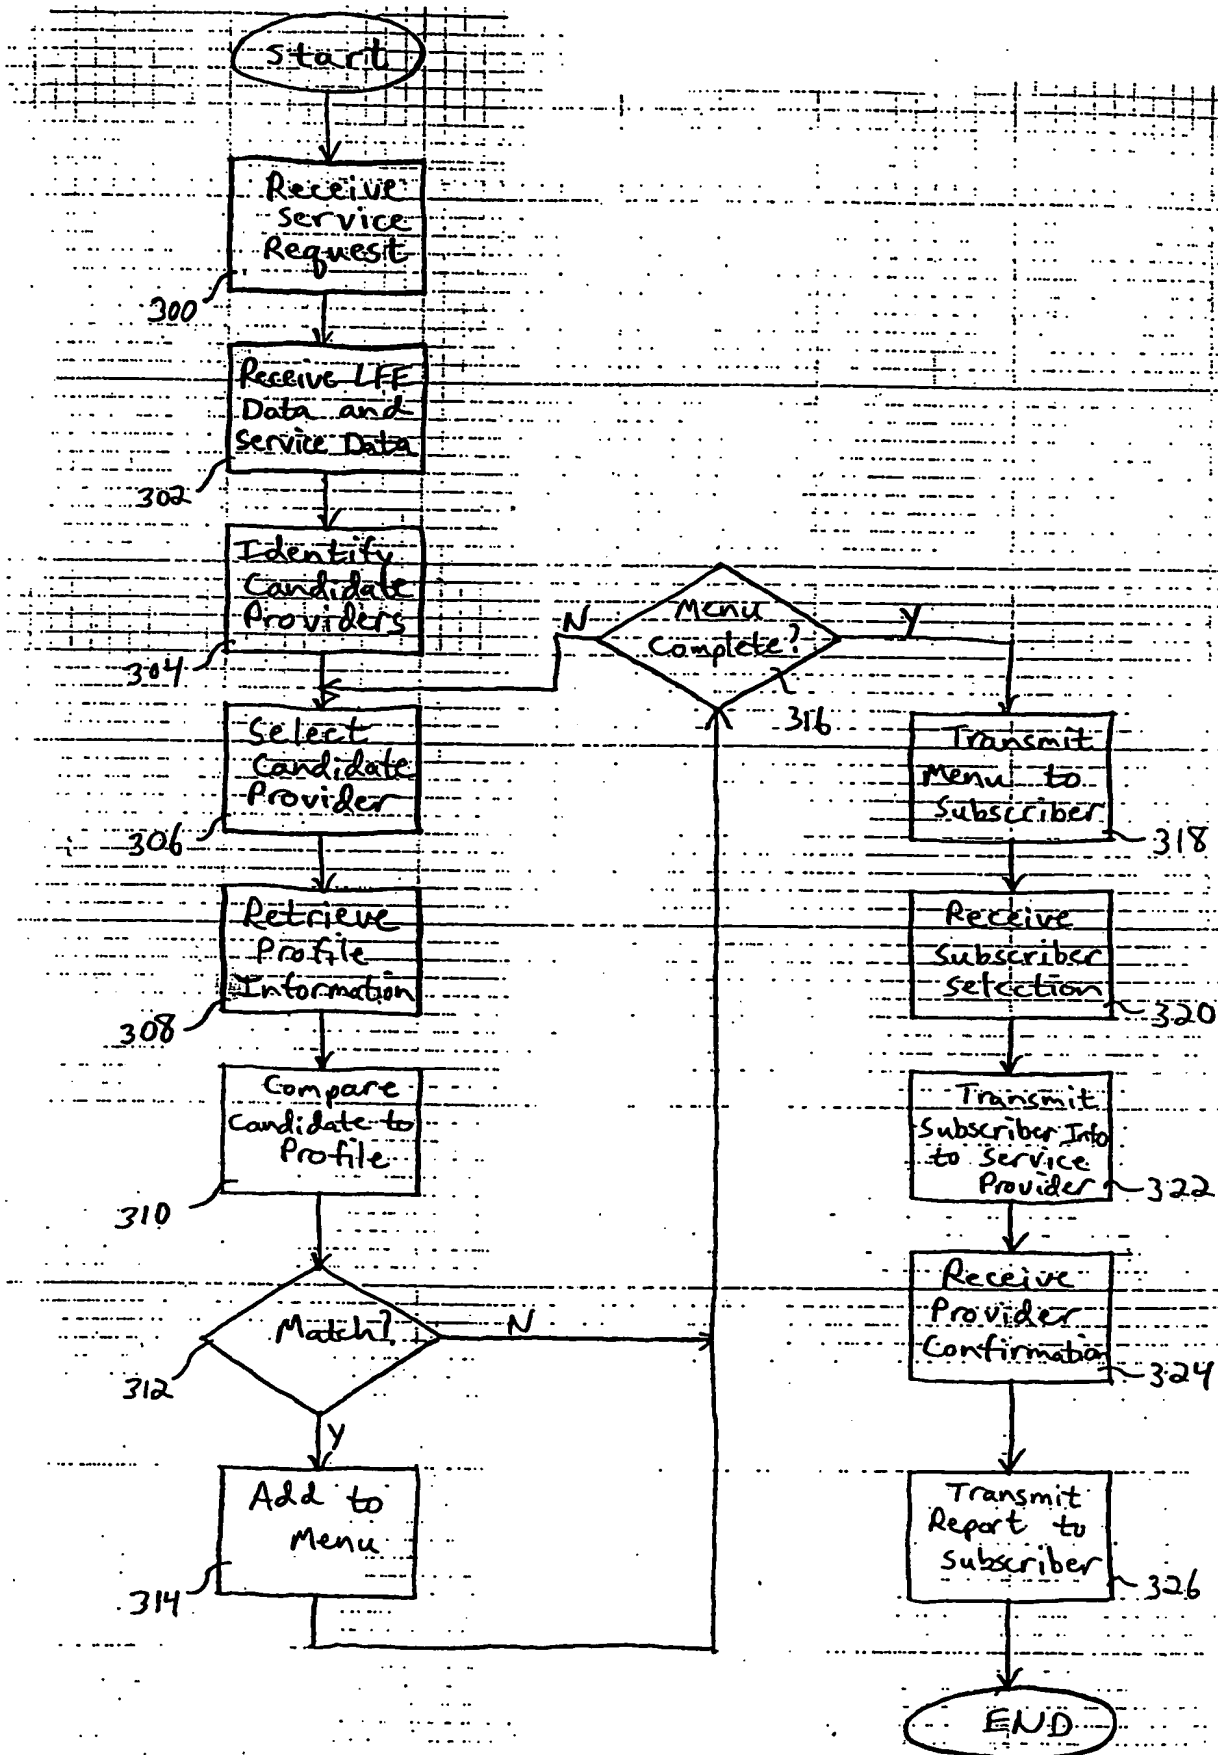 Start
Receive
Service
Request
300
Receive LFF
Data and
Service Data
302
Identify
Candidate
Providers
304
Select
Candidate
Provider
306
Retrieve
Profile
Information
308
Compare
Candidate to
Profile
310
Match?
N
312
Y
Add to
Menu
314
Menu
Complete?
N
Y
316
Transmit
Menu to
Subscriber
318
Receive
Subscriber
Selection
320
Transmit
Subscriber Info
to Service
Provider
322
Receive
Provider
Confirmation
324
Transmit
Report to
Subscriber
326
END